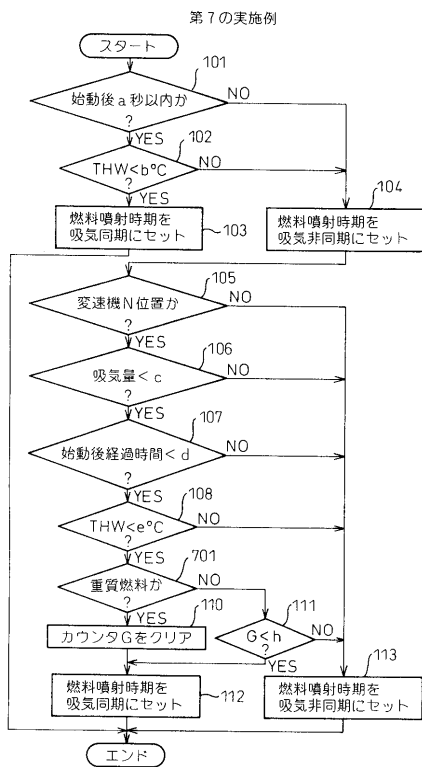 第7の実施例
スタート
101
始動後a秒以内か
?
NO
YES
102
THW<b°C
?
NO
YES
104
燃料噴射時期を
吸気同期にセット
103
燃料噴射時期を
吸気非同期にセット
105
変速機N位置か
?
NO
YES
106
吸気量<c
?
NO
YES
107
始動後経過時間<d
?
NO
YES
108
THW<e°C
?
NO
YES
701
重質燃料か
?
NO
YES
110
111
カウンタGをクリア
G<h
?
NO
YES
113
燃料噴射時期を
吸気同期にセット
112
燃料噴射時期を
吸気非同期にセット
エンド